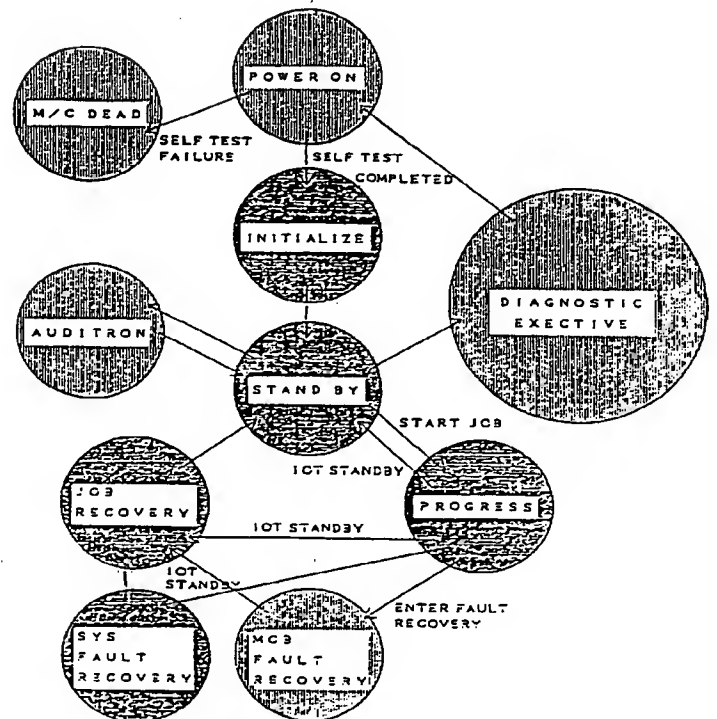 POWER ON
M/C DEAD
SELF TEST
FAILURE
SELF TEST
COMPLETED
INITIALIZE
DIAGNOSTIC
EXECTIVE
AUDITRON
STAND BY
START JOB
IOT STANDBY
JOB
RECOVERY
PROGRESS
IOT STANDBY
IOT
STANDBY
ENTER FAULT
RECOVERY
SYS
FAULT
RECOVERY
MCB
FAULT
RECOVERY